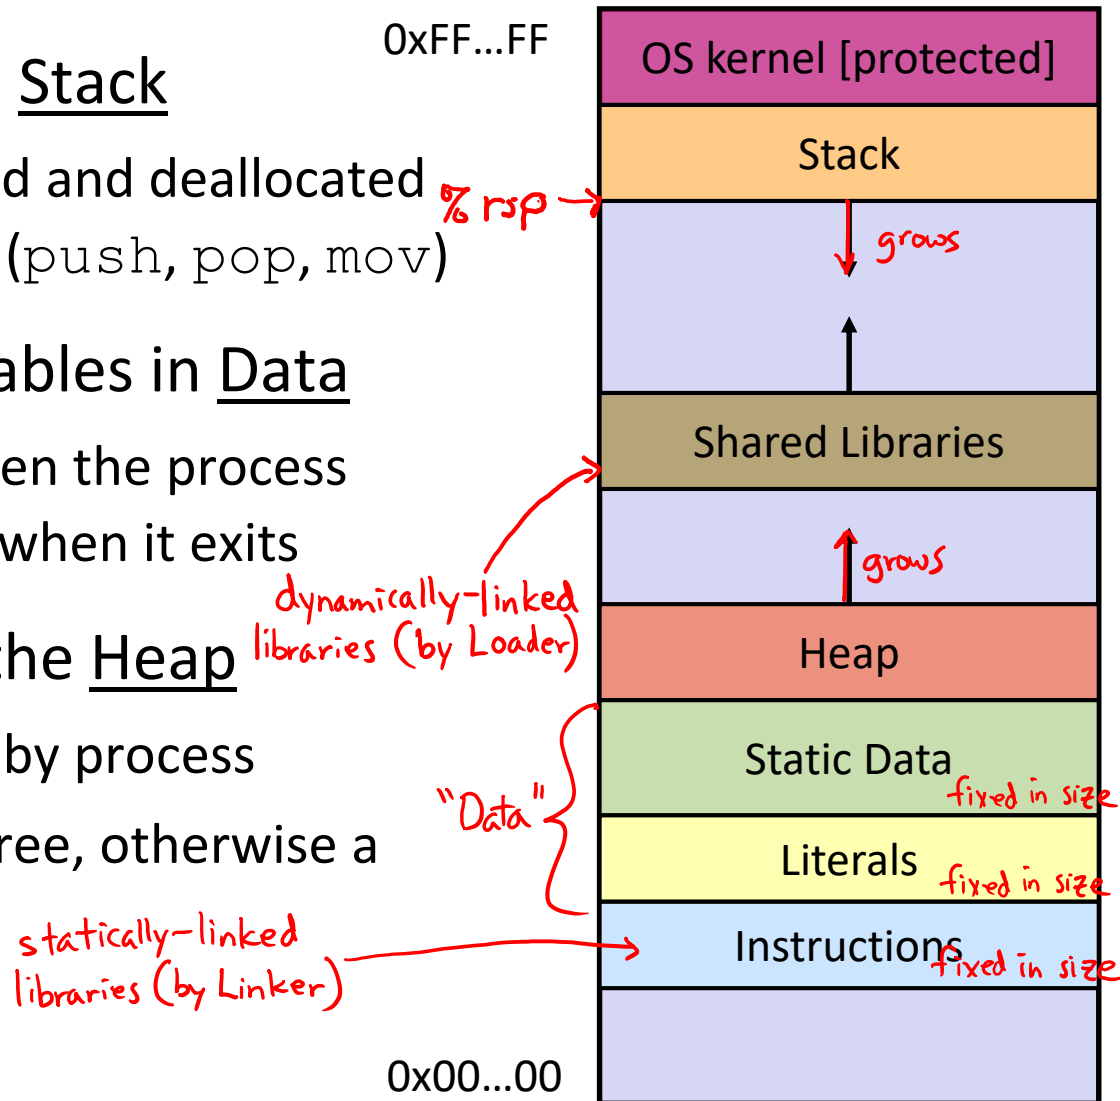 Stack
d and deallocated
(push, pop, mov)
ables in Data
en the process
when it exits
the Heap
by process
ree, otherwise a
0xFF…FF
OS kernel [protected]
Stack
% rsp
grows
Shared Libraries
dynamically-linked
libraries (by Loader)
grows
Heap
"Data"
Static Data
fixed in size
Literals
fixed in size
statically-linked
libraries (by Linker)
Instructions
fixed in size
0x00…00